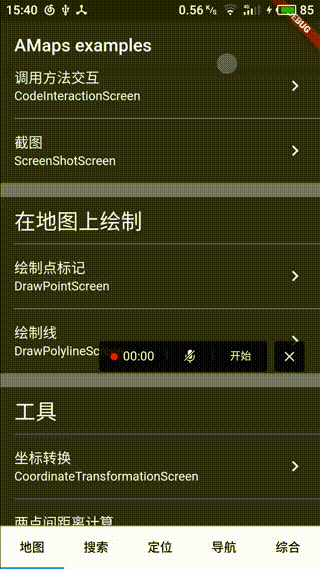 15:40
0.56 K/s
4G
85
DEBUG
AMaps examples
调用方法交互
CodeInteractionScreen
截图
ScreenShotScreen
在地图上绘制
绘制点标记
DrawPointScreen
绘制线
DrawPolylineSc
00:00
开始
工具
坐标转换
CoordinateTransformationScreen
两点间距离计算
地图
搜索
定位
导航
综合